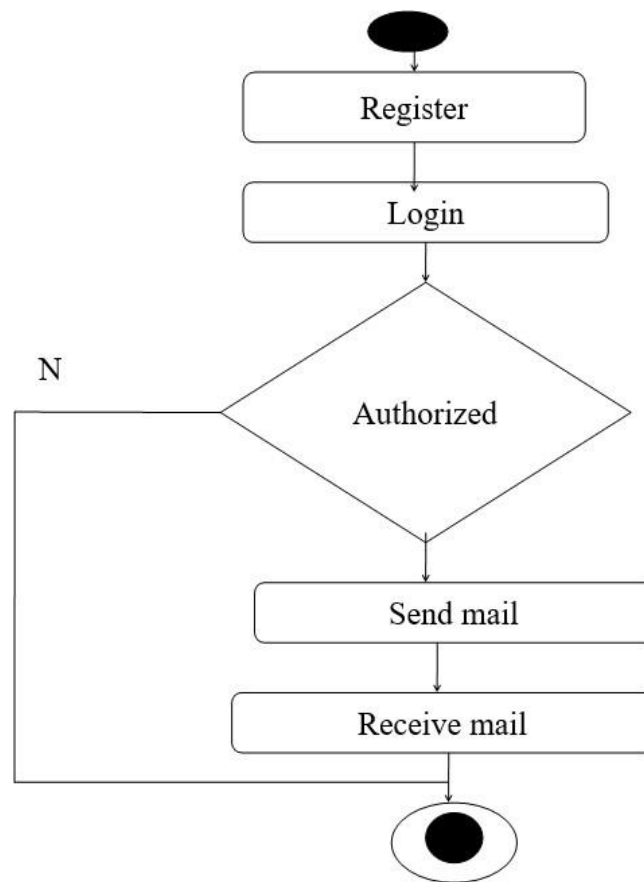 Register
Login
N
Authorized
Send mail
Receive mail